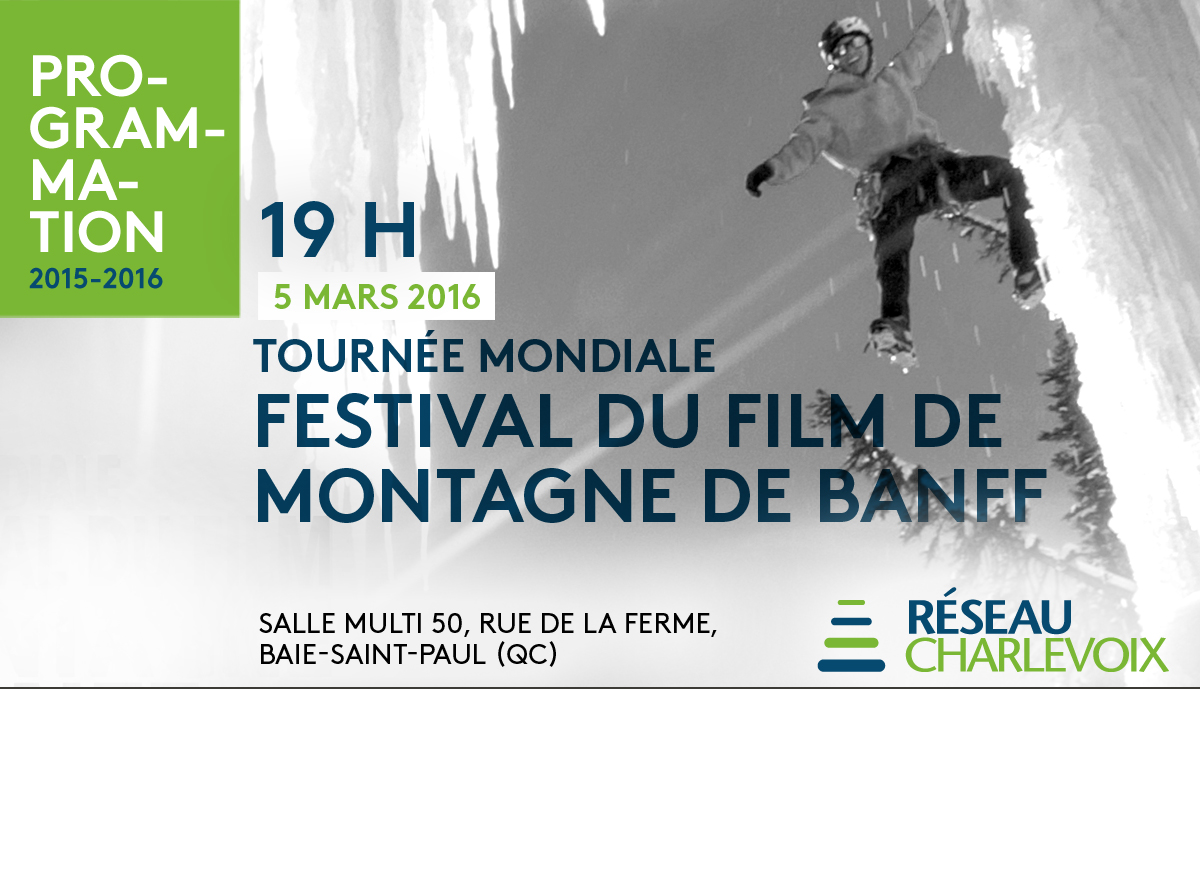 PRO-
GRAM-
MA-
TION
2015-2016
19 H
5 MARS 2016
TOURNÉE MONDIALE
FESTIVAL DU FILM DE
MONTAGNE DE BANFF
SALLE MULTI 50, RUE DE LA FERME,
BAIE-SAINT-PAUL (QC)
RÉSEAU
CHARLEVOIX